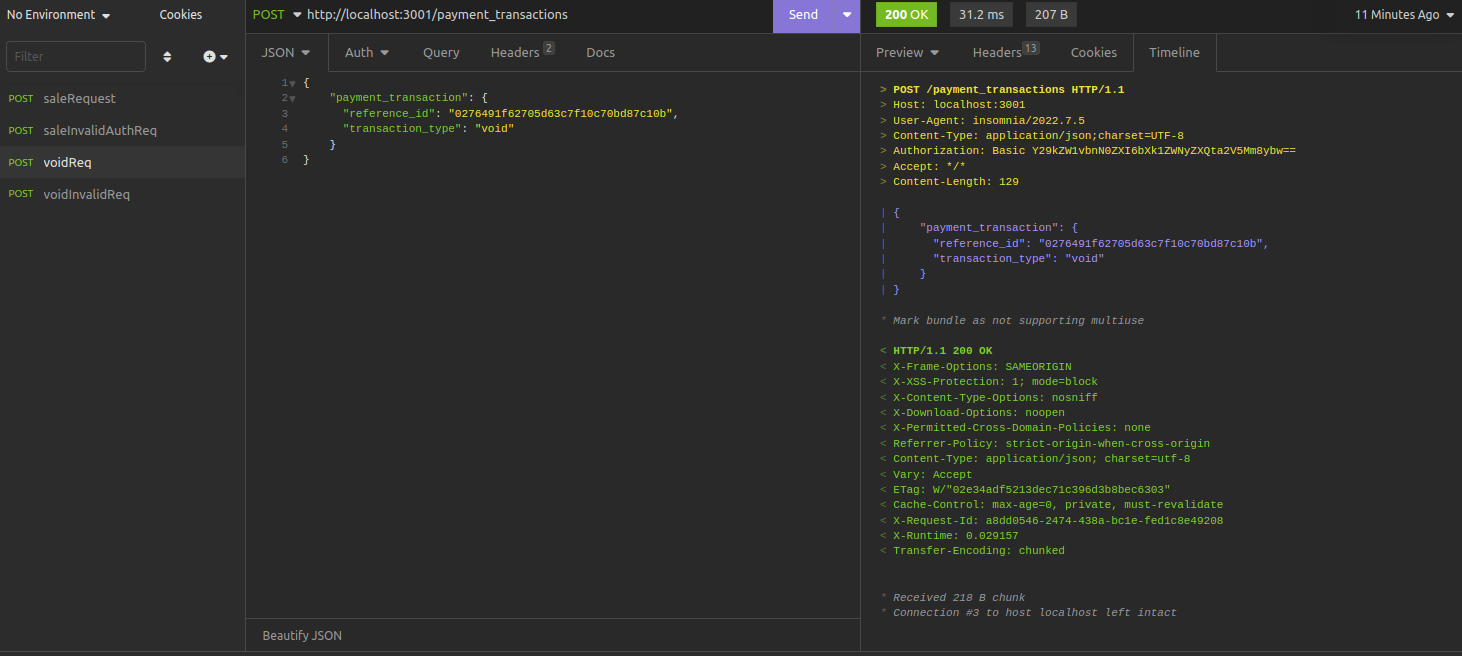 No Environment
Cookies
Filter
POST saleRequest
POST saleInvalidAuthReq
POST voidReq
POST voidInvalidReq
POST http://localhost:3001/payment_transactions
Send
JSON
Auth
Query
Headers 2
Docs
1 {
2 "payment_transaction": {
3 "reference_id": "0276491f62705d63c7f10c70bd87c10b",
4 "transaction_type": "void"
5 }
6 }
Beautify JSON
200 OK
31.2 ms
207 B
11 Minutes Ago
Preview
Headers 13
Cookies
Timeline
> POST /payment_transactions HTTP/1.1
> Host: localhost:3001
> User-Agent: insomnia/2022.7.5
> Content-Type: application/json;charset=UTF-8
> Authorization: Basic Y29kZW1vbnN0ZXI6bXk1ZWNyZXQta2V5Mm8ybw==
> Accept: */*
> Content-Length: 129
| {
| "payment_transaction": {
| "reference_id": "0276491f62705d63c7f10c70bd87c10b",
| "transaction_type": "void"
| }
| }
* Mark bundle as not supporting multiuse
< HTTP/1.1 200 OK
< X-Frame-Options: SAMEORIGIN
< X-XSS-Protection: 1; mode=block
< X-Content-Type-Options: nosniff
< X-Download-Options: noopen
< X-Permitted-Cross-Domain-Policies: none
< Referrer-Policy: strict-origin-when-cross-origin
< Content-Type: application/json; charset=utf-8
< Vary: Accept
< ETag: W/"02e34adf5213dec71c396d3b8bec6303"
< Cache-Control: max-age=0, private, must-revalidate
< X-Request-Id: a8dd0546-2474-438a-bc1e-fed1c8e49208
< X-Runtime: 0.029157
< Transfer-Encoding: chunked
* Received 218 B chunk
* Connection #3 to host localhost left intact